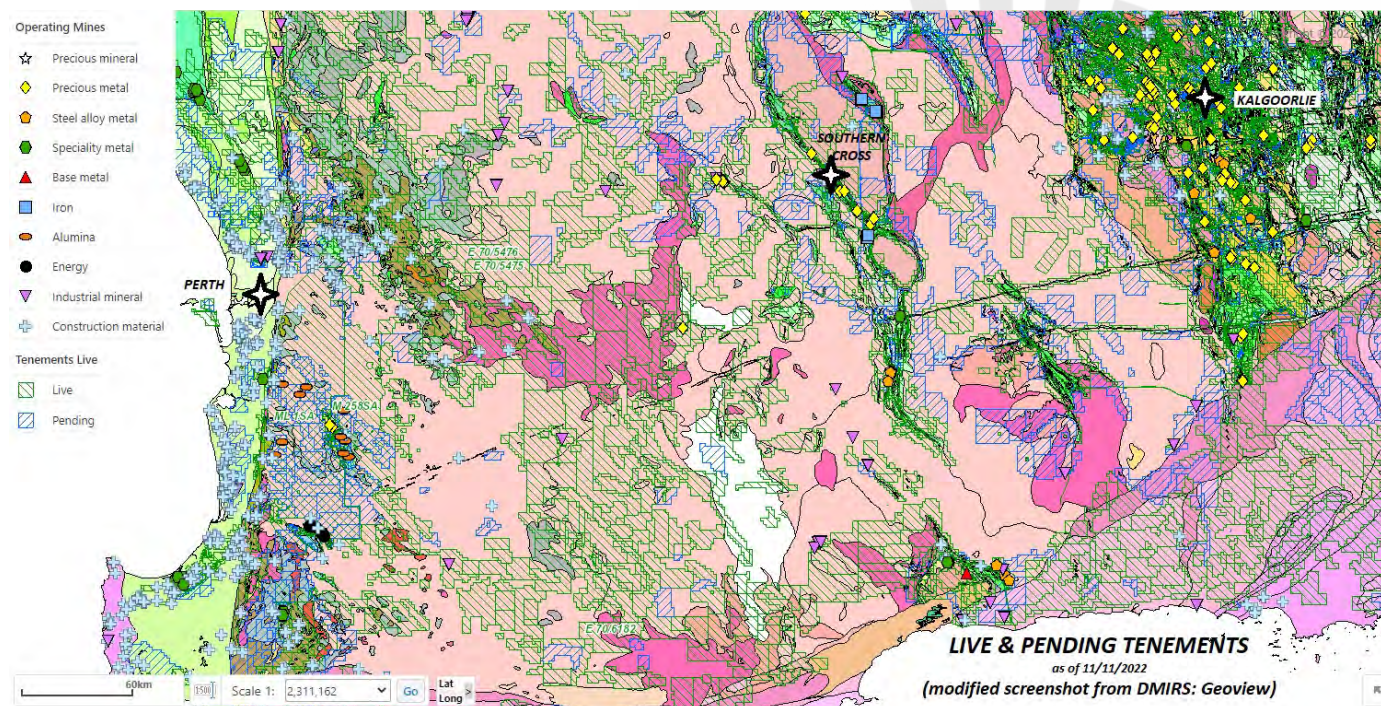 Operating Mines
Precious mineral
Precious metal
Steel alloy metal
Speciality metal
Base metal
Iron
Alumina
Energy
Industrial mineral
Construction material
Tenements Live
Live
Pending
KALGOORLIE
SOUTHERN
CROSS
E 70/5476
E 70/5475
PERTH
LIVE & PENDING TENEMENTS
as of 11/11/2022
(modified screenshot from DMIRS: Geoview)
60km
Scale 1:
2,311,162
Go
Lat
Long
>